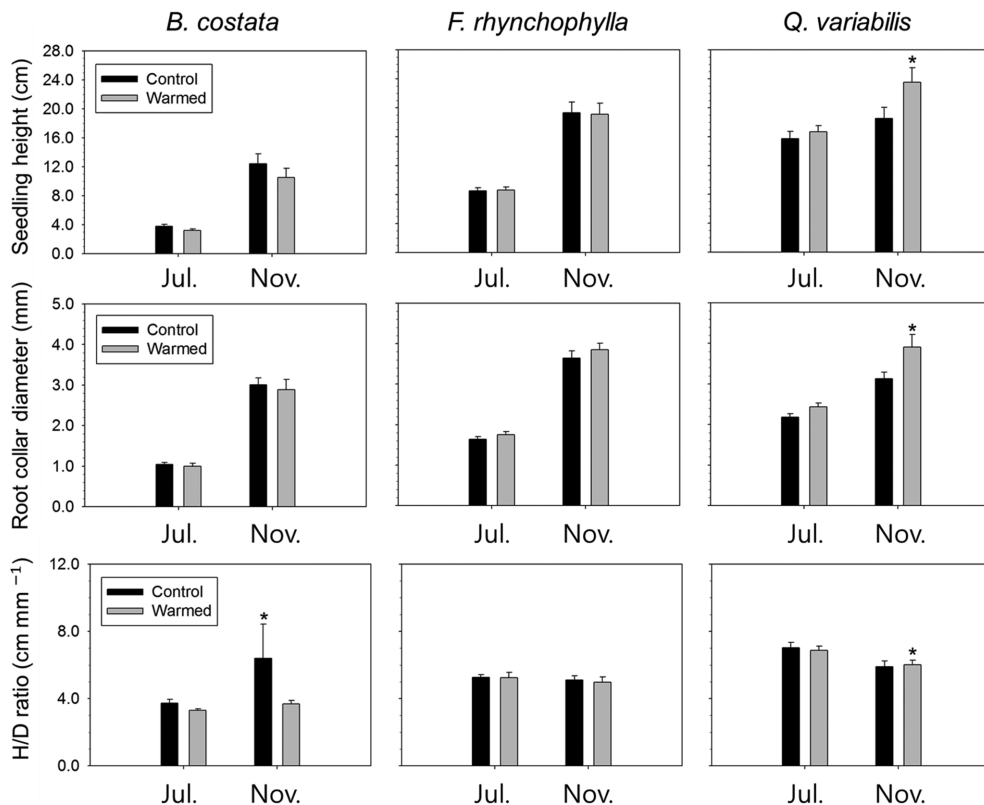 B. costata
F. rhynchophylla
Q. variabilis
Seedling height (cm)
28.0
24.0
20.0
16.0
12.0
8.0
4.0
0.0
Control
Warmed
*
Jul.
Nov.
Jul.
Nov.
Jul.
Nov.
Root collar diameter (mm)
5.0
4.0
3.0
2.0
1.0
0.0
Control
Warmed
*
Jul.
Nov.
Jul.
Nov.
Jul.
Nov.
H/D ratio (cm mm⁻¹)
12.0
8.0
4.0
0.0
Control
Warmed
*
*
Jul.
Nov.
Jul.
Nov.
Jul.
Nov.